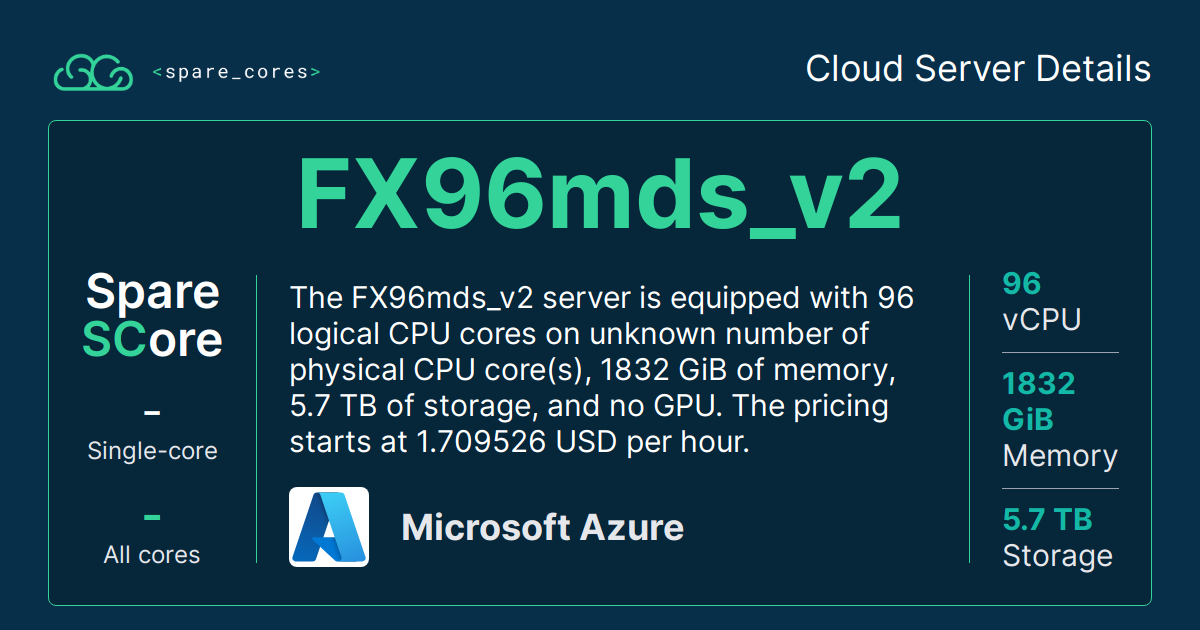 <spare_cores>
Cloud Server Details
FX96mds_v2
Spare
SCore
–
Single-core
–
All cores
The FX96mds_v2 server is equipped with 96
logical CPU cores on unknown number of
physical CPU core(s), 1832 GiB of memory,
5.7 TB of storage, and no GPU. The pricing
starts at 1.709526 USD per hour.
Microsoft Azure
96
vCPU
1832
GiB
Memory
5.7 TB
Storage